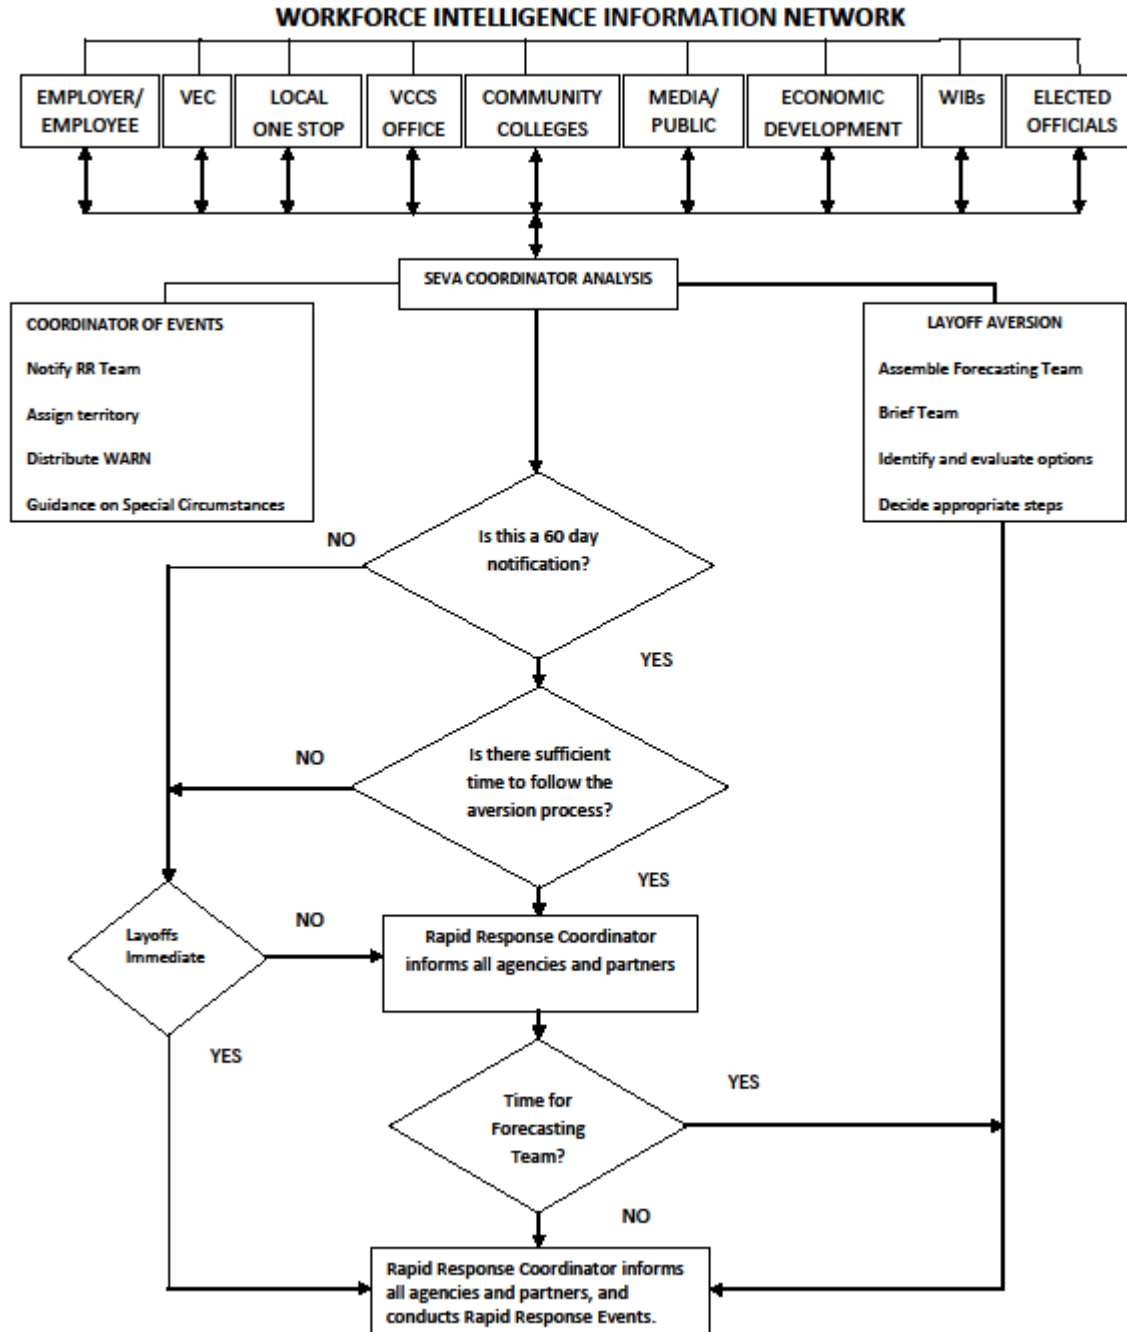 WORKFORCE INTELLIGENCE INFORMATION NETWORK
EMPLOYER/
EMPLOYEE
VEC
LOCAL
ONE STOP
VCCS
OFFICE
COMMUNITY
COLLEGES
MEDIA/
PUBLIC
ECONOMIC
DEVELOPMENT
WIBs
ELECTED
OFFICIALS
SEVA COORDINATOR ANALYSIS
COORDINATOR OF EVENTS
Notify RR Team
Assign territory
Distribute WARN
Guidance on Special Circumstances
LAYOFF AVERSION
Assemble Forecasting Team
Brief Team
Identify and evaluate options
Decide appropriate steps
Is this a 60 day
notification?
NO
YES
Is there sufficient
time to follow the
aversion process?
NO
YES
Layoffs
Immediate
NO
YES
Rapid Response Coordinator
informs all agencies and partners
Time for
Forecasting
Team?
YES
NO
Rapid Response Coordinator informs
all agencies and partners, and
conducts Rapid Response Events.